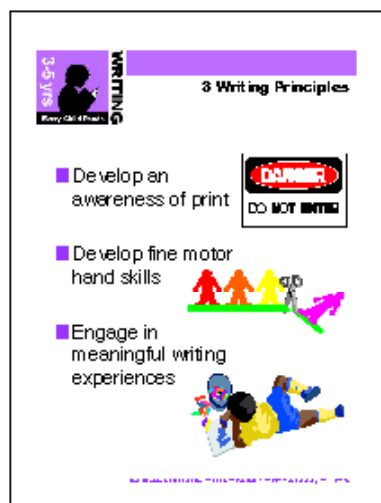 3-5 yrs
WRITING
Every Child Reads
3 Writing Principles
Develop an
awareness of print
DANGER
DO NOT ENTER
Develop fine motor
hand skills
Engage in
meaningful writing
experiences